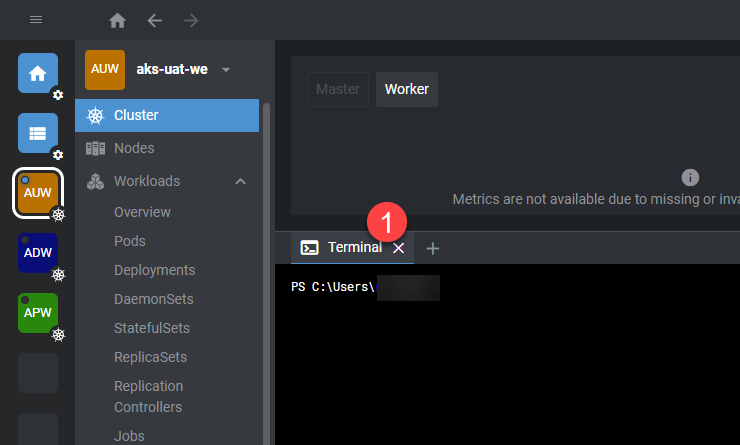 AUW
aks-uat-we
Cluster
Nodes
Workloads
Overview
Pods
Deployments
DaemonSets
StatefulSets
ReplicaSets
Replication
Controllers
Jobs
AUW
ADW
APW
Master
Worker
Metrics are not available due to missing or inva
1
Terminal
PS C:\Users\